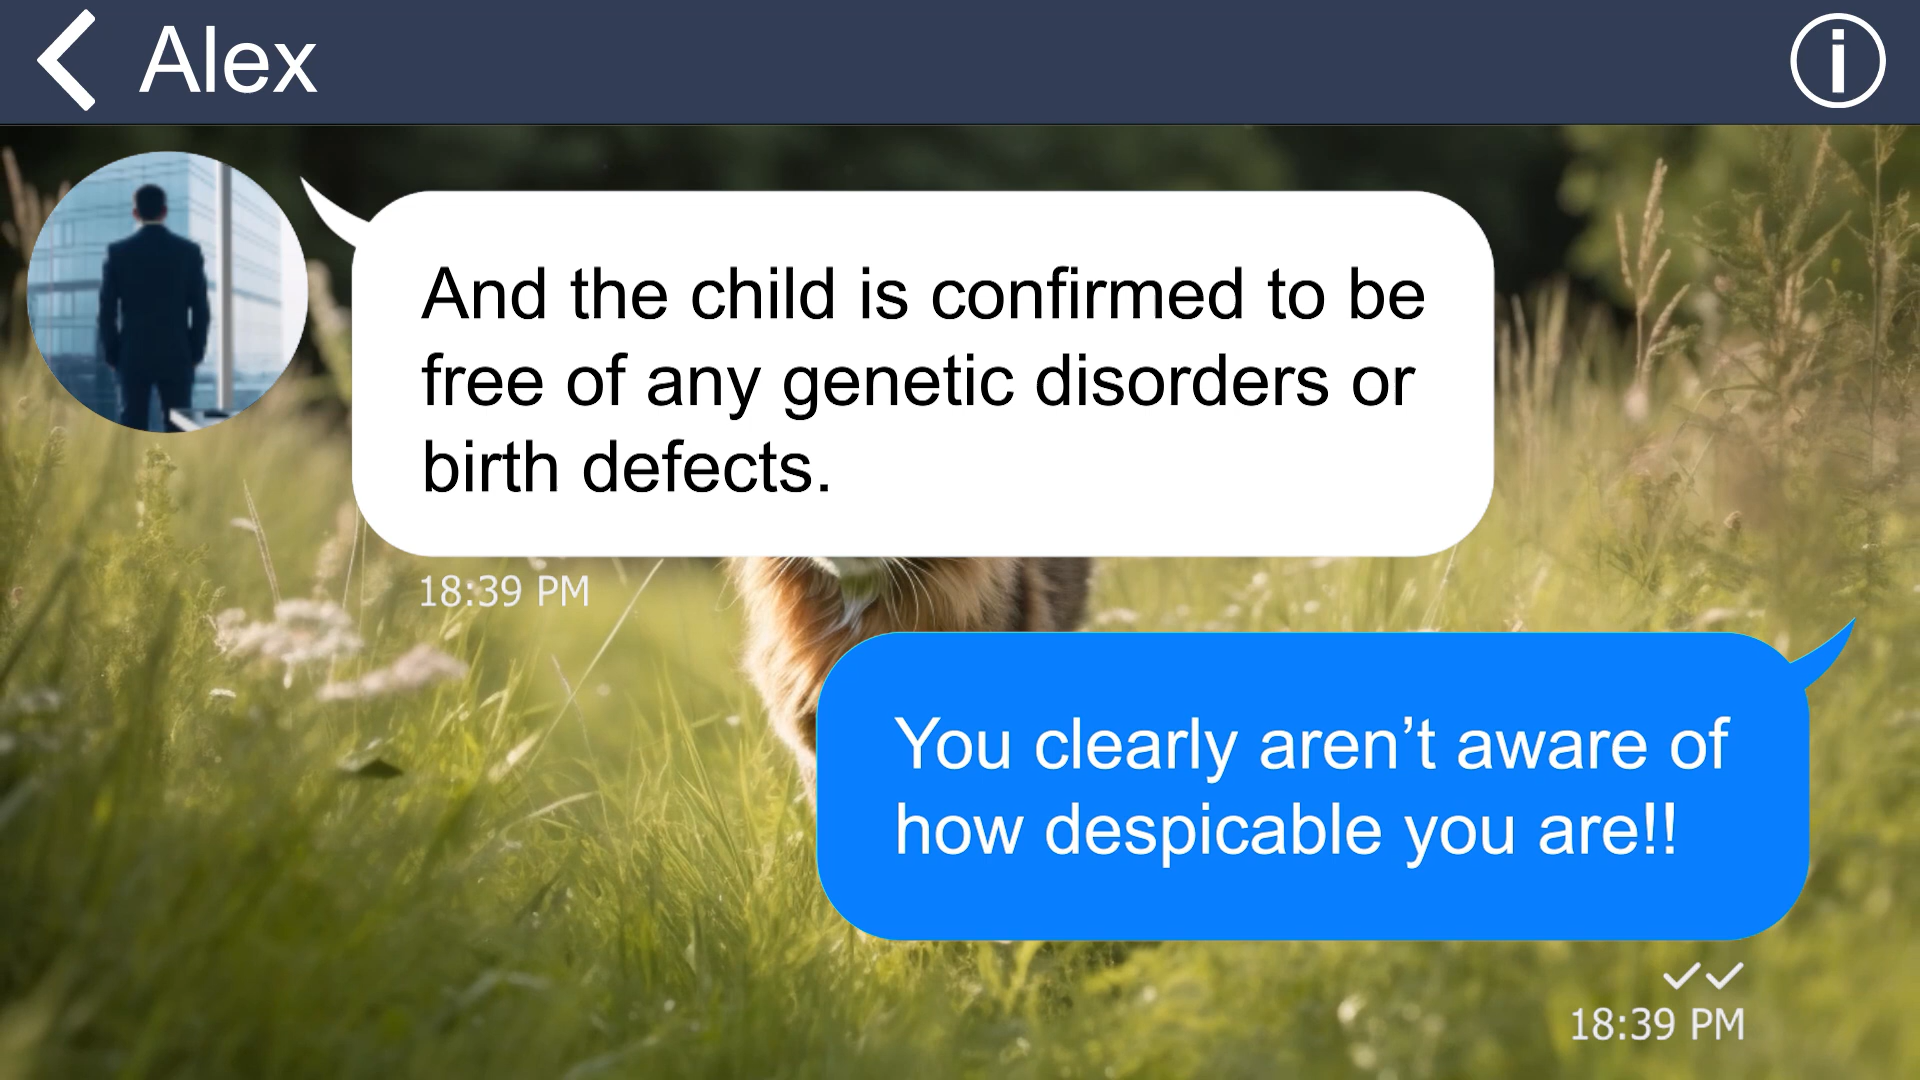 Alex
And the child is confirmed to be
free of any genetic disorders or
birth defects.
18:39 PM
You clearly aren’t aware of
how despicable you are!!
18:39 PM